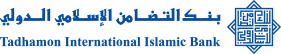 بنك التضامن الإسلامي الدولي
Tadhamon International Islamic Bank